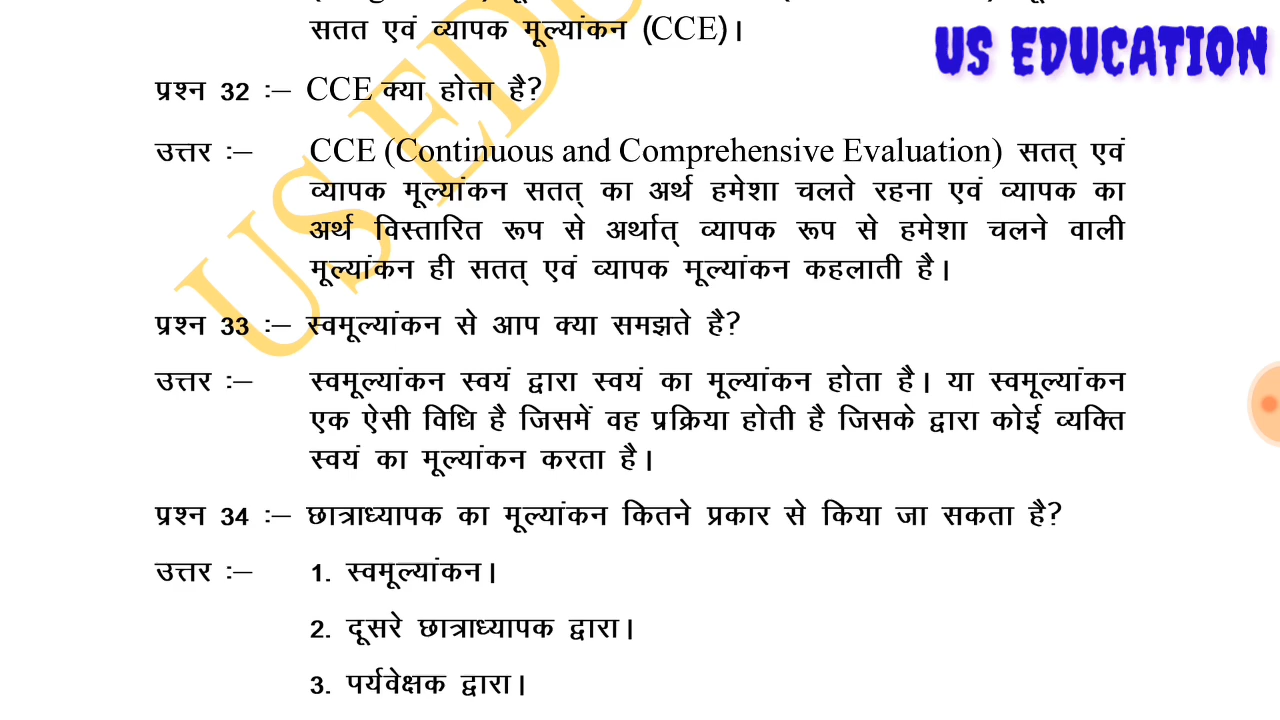 सतत एवं व्यापक मूल्यांकन (CCE)।
US EDUCATION
प्रश्न 32 :– CCE क्या होता है?
उत्तर :– CCE (Continuous and Comprehensive Evaluation) सतत् एवं
व्यापक मूल्यांकन सतत् का अर्थ हमेशा चलते रहना एवं व्यापक का
अर्थ विस्तारित रूप से अर्थात् व्यापक रूप से हमेशा चलने वाली
मूल्यांकन ही सतत् एवं व्यापक मूल्यांकन कहलाती है।
प्रश्न 33 :– स्वमूल्यांकन से आप क्या समझते है?
उत्तर :– स्वमूल्यांकन स्वयं द्वारा स्वयं का मूल्यांकन होता है। या स्वमूल्यांकन
एक ऐसी विधि है जिसमें वह प्रक्रिया होती है जिसके द्वारा कोई व्यक्ति
स्वयं का मूल्यांकन करता है।
प्रश्न 34 :– छात्राध्यापक का मूल्यांकन कितने प्रकार से किया जा सकता है?
उत्तर :– 1. स्वमूल्यांकन।
2. दूसरे छात्राध्यापक द्वारा।
3. पर्यवेक्षक द्वारा।
US EDU